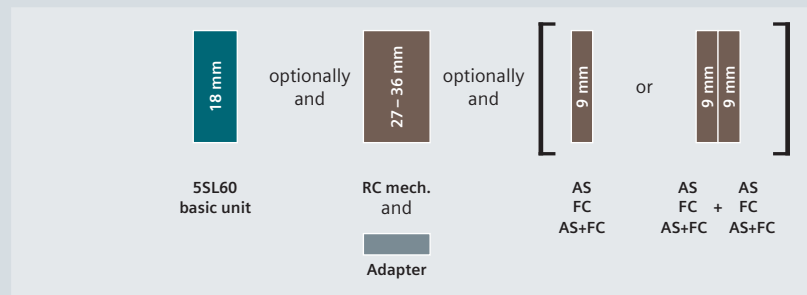 18 mm
optionally
and
27 – 36 mm
optionally
and
9 mm
or
9 mm
9 mm
5SL60
basic unit
RC mech.
and
Adapter
AS
FC
AS+FC
AS AS
FC + FC
AS+FC AS+FC